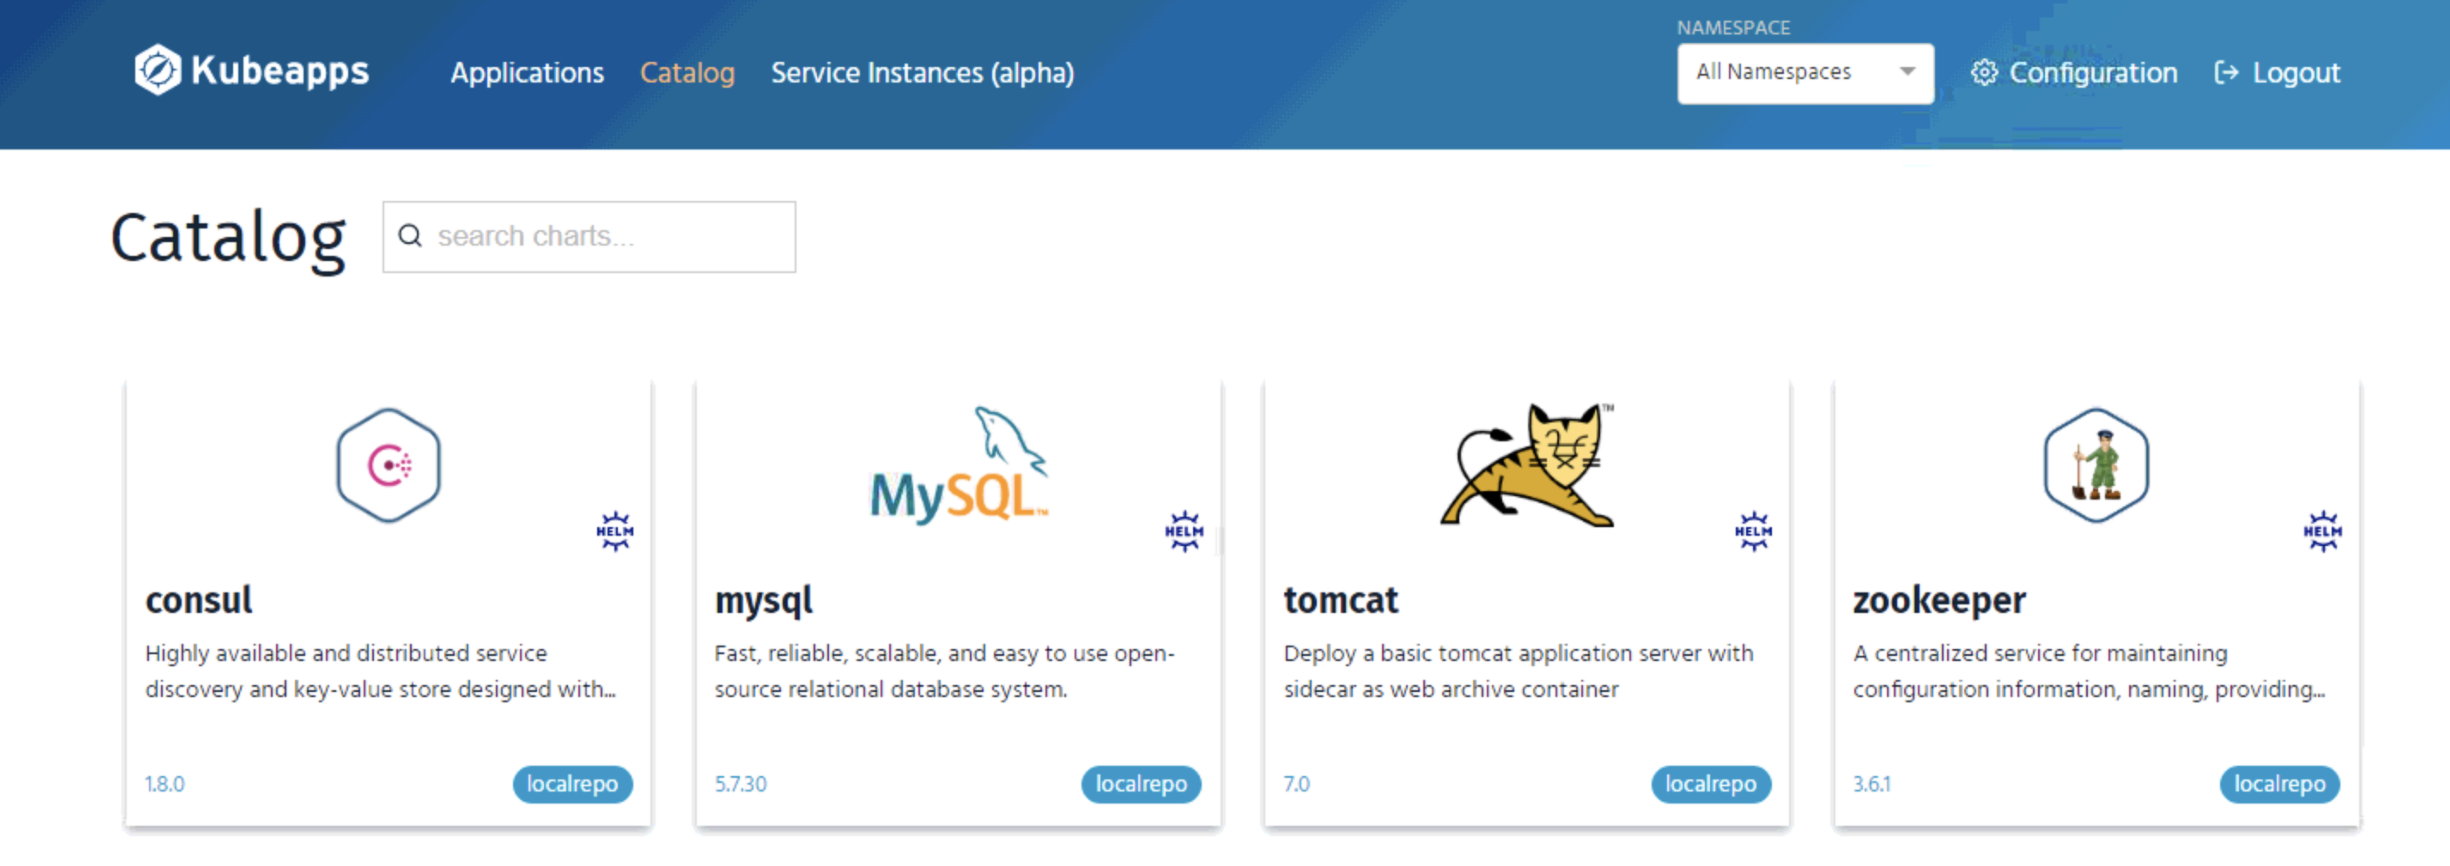 NAMESPACE
Kubeapps Applications Catalog Service Instances (alpha) All Namespaces Configuration Logout
Catalog search charts...
HELM
consul
Highly available and distributed service
discovery and key-value store designed with...
1.8.0 localrepo
MySQL™
HELM
mysql
Fast, reliable, scalable, and easy to use open-
source relational database system.
5.7.30 localrepo
TM
HELM
tomcat
Deploy a basic tomcat application server with
sidecar as web archive container
7.0 localrepo
HELM
zookeeper
A centralized service for maintaining
configuration information, naming, providing...
3.6.1 localrepo